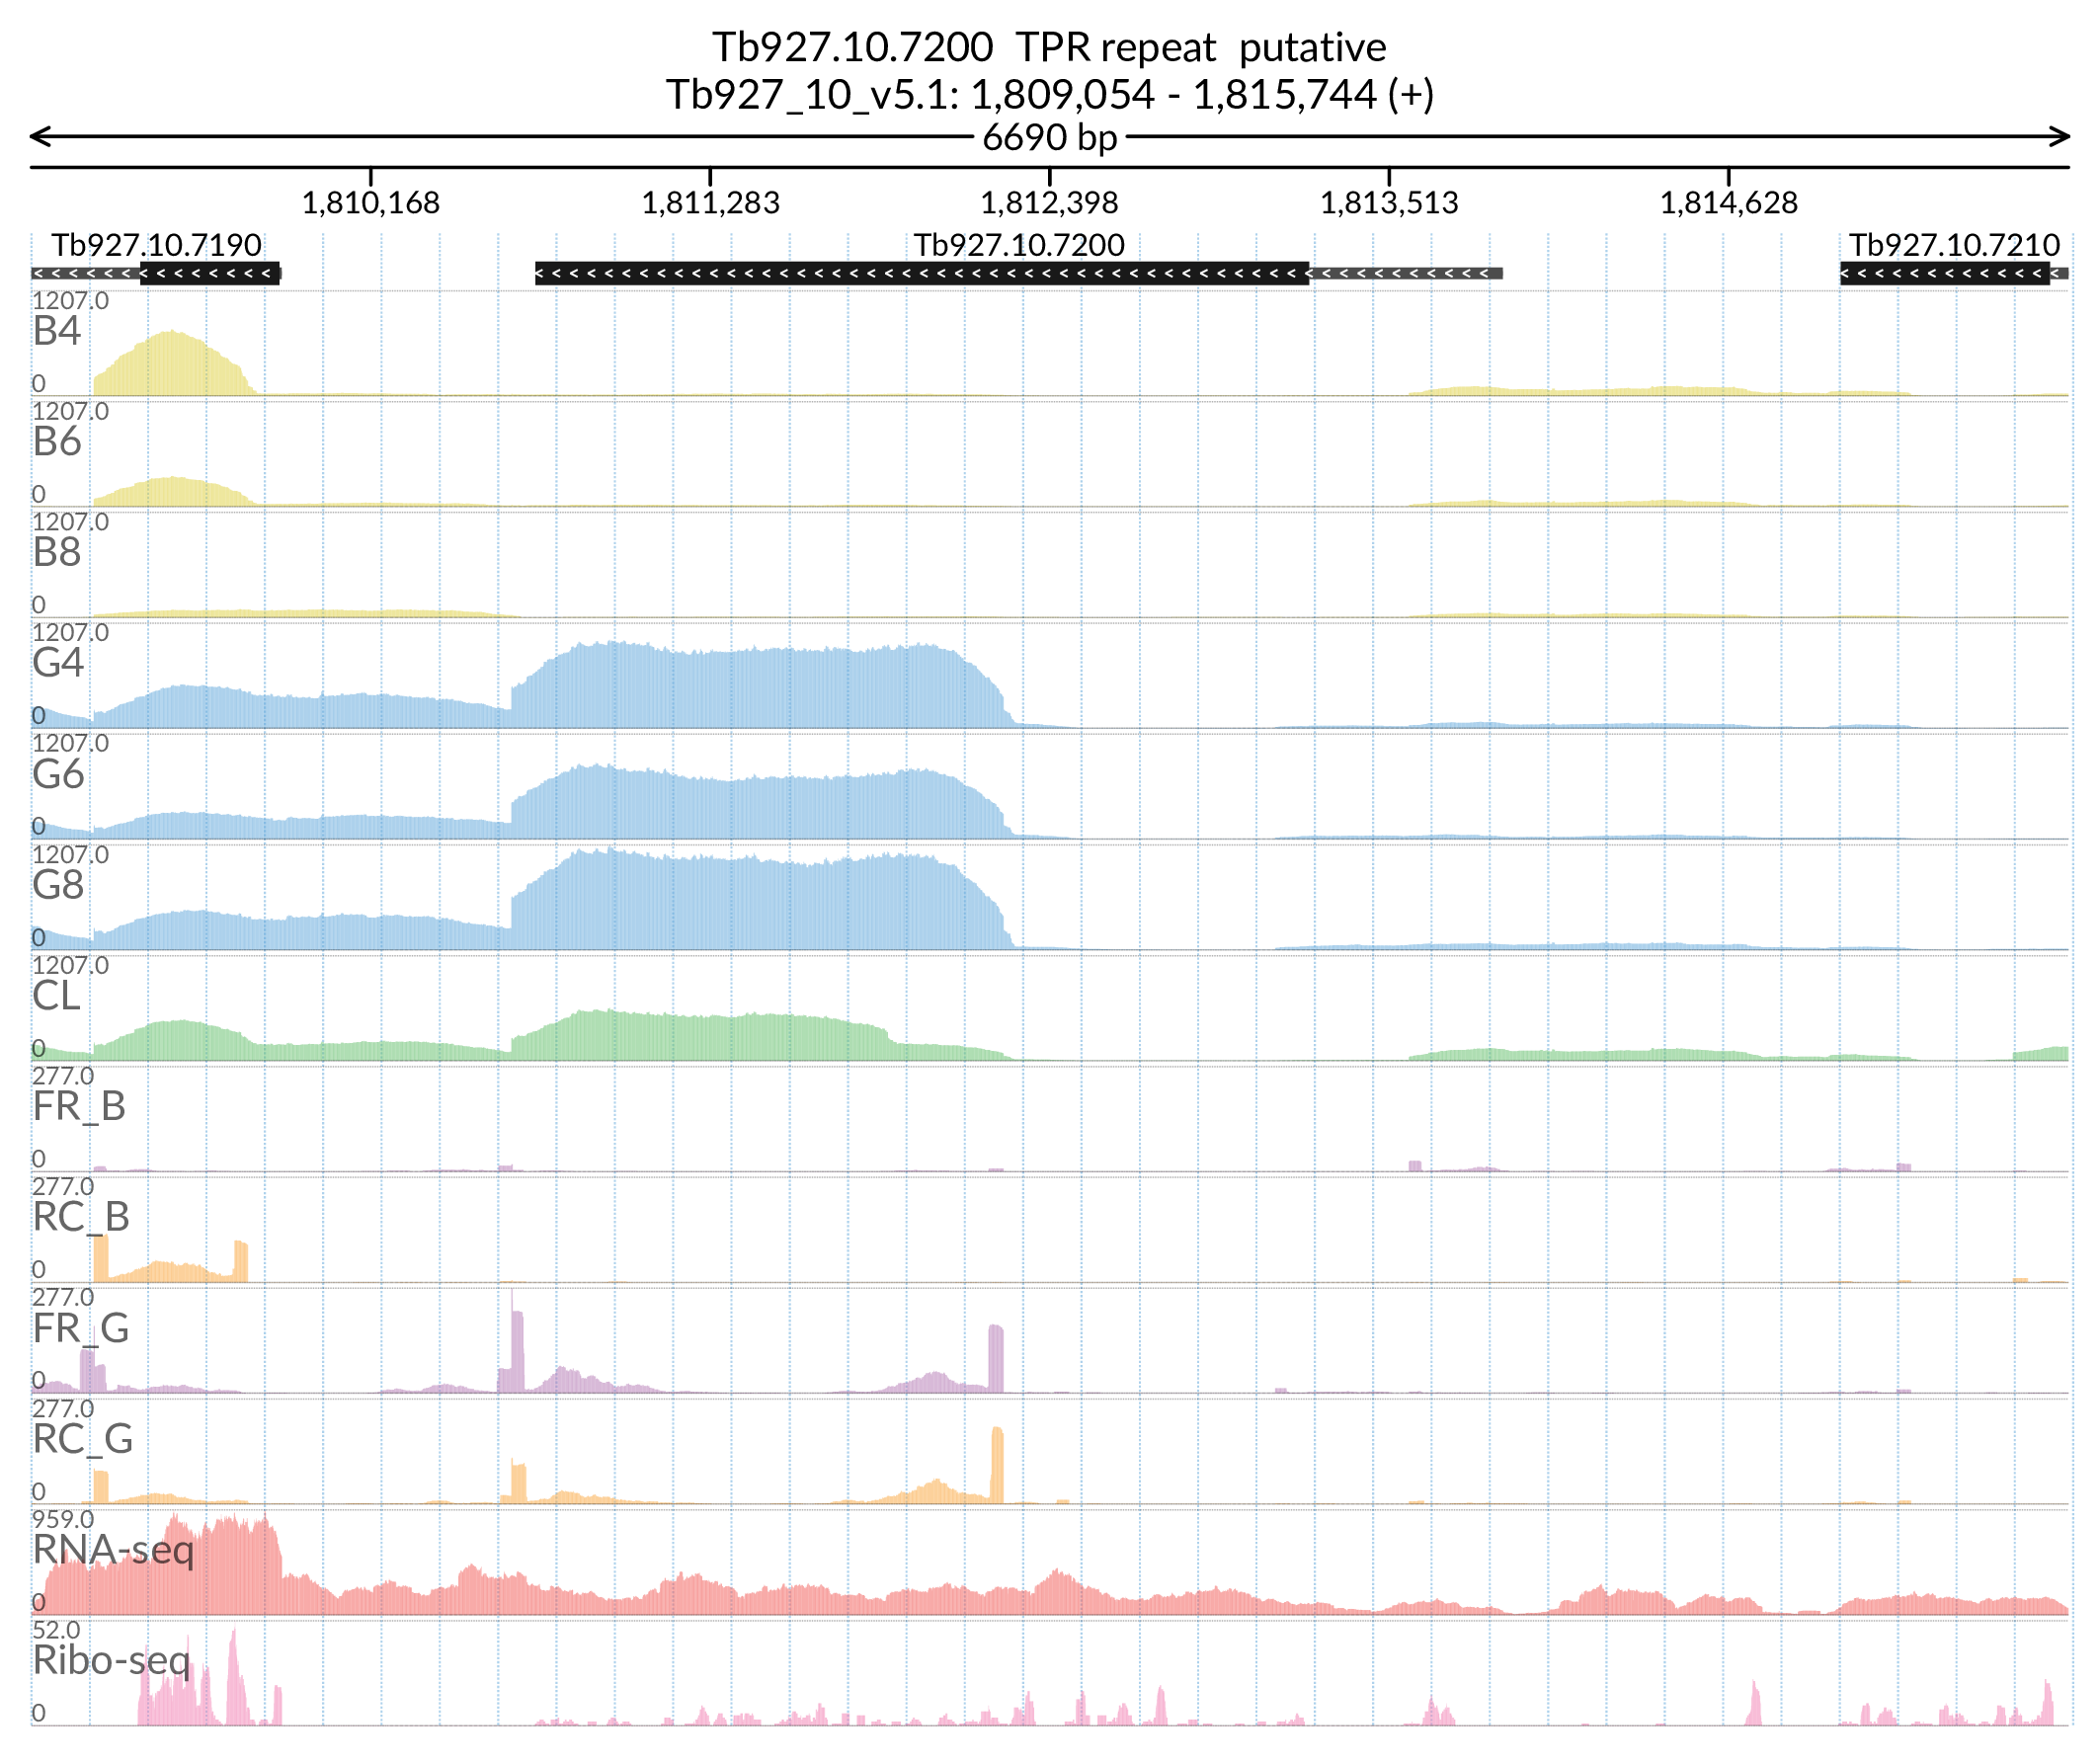 Tb927.10.7200 TPR repeat putative
Tb927_10_v5.1: 1,809,054 - 1,815,744 (+)
6690 bp
1,810,168 1,811,283 1,812,398 1,813,513 1,814,628
Tb927.10.7190 Tb927.10.7200 Tb927.10.7210
1207.0
B4
0
1207.0
B6
0
1207.0
B8
0
1207.0
G4
0
1207.0
G6
0
1207.0
G8
0
1207.0
CL
0
277.0
FR_B
0
277.0
RC_B
0
277.0
FR_G
0
277.0
RC_G
0
959.0
RNA-seq
0
52.0
Ribo-seq
0